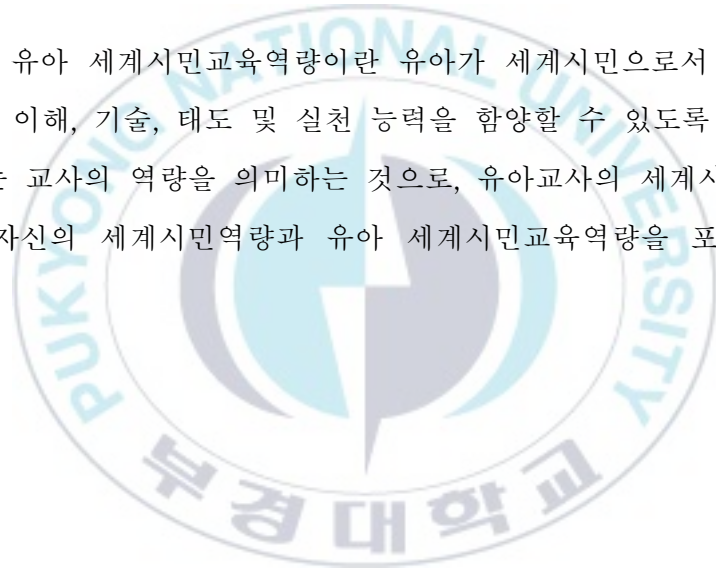 유아 세계시민교육역량이란 유아가 세계시민으로서
이해, 기술, 태도 및 실천 능력을 함양할 수 있도록
는 교사의 역량을 의미하는 것으로, 유아교사의 세계시
자신의 세계시민역량과 유아 세계시민교육역량을 포
PUKYONG NATIONAL UNIVERSITY
부경대학교